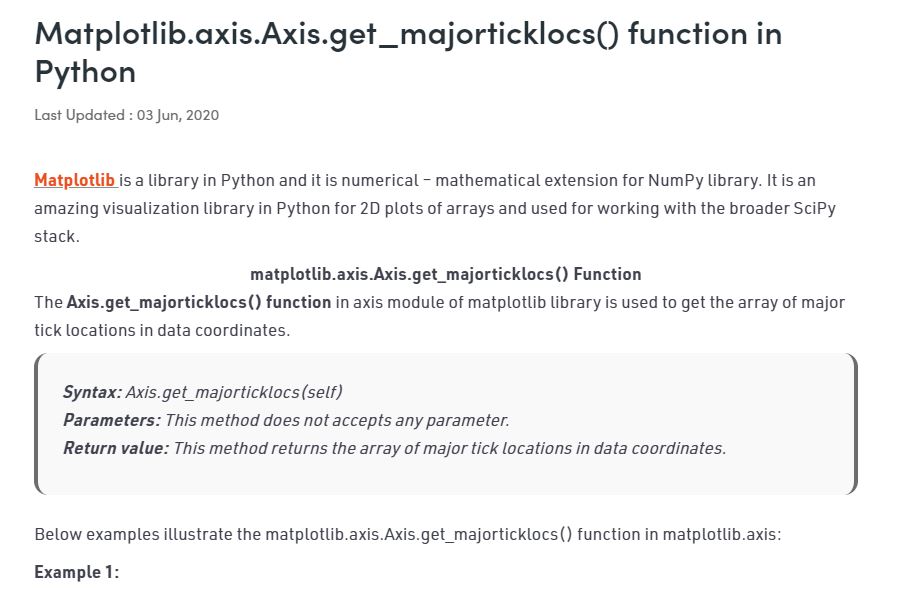 Matplotlib.axis.Axis.get_majorticklocs() function in
Python
Last Updated : 03 Jun, 2020
Matplotlib is a library in Python and it is numerical – mathematical extension for NumPy library. It is an
amazing visualization library in Python for 2D plots of arrays and used for working with the broader SciPy
stack.
matplotlib.axis.Axis.get_majorticklocs() Function
The Axis.get_majorticklocs() function in axis module of matplotlib library is used to get the array of major
tick locations in data coordinates.
Syntax: Axis.get_majorticklocs(self)
Parameters: This method does not accepts any parameter.
Return value: This method returns the array of major tick locations in data coordinates.
Below examples illustrate the matplotlib.axis.Axis.get_majorticklocs() function in matplotlib.axis:
Example 1: